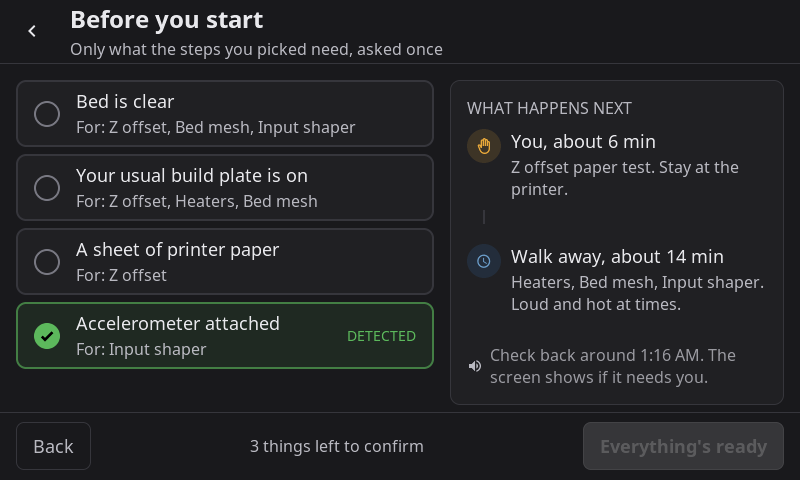 Before you start
Only what the steps you picked need, asked once
Bed is clear
For: Z offset, Bed mesh, Input shaper
Your usual build plate is on
For: Z offset, Heaters, Bed mesh
A sheet of printer paper
For: Z offset
Accelerometer attached
For: Input shaper
DETECTED
WHAT HAPPENS NEXT
You, about 6 min
Z offset paper test. Stay at the
printer.
Walk away, about 14 min
Heaters, Bed mesh, Input shaper.
Loud and hot at times.
Check back around 1:16 AM. The
screen shows if it needs you.
Back
3 things left to confirm
Everything's ready